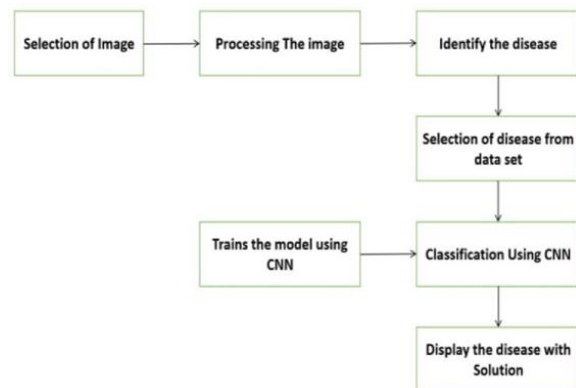 Selection of Image
Processing The image
Identify the disease
Selection of disease from
data set
Trains the model using
CNN
Classification Using CNN
Display the disease with
Solution